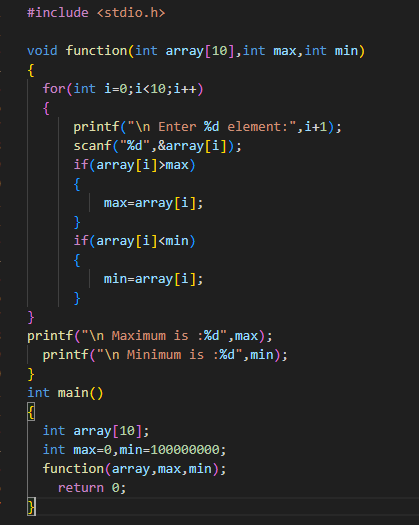 #include <stdio.h>
void function(int array[10],int max,int min)
{
for(int i=0;i<10;i++)
{
printf("\n Enter %d element:",i+1);
scanf("%d",&array[i]);
if(array[i]>max)
{
max=array[i];
}
if(array[i]<min)
{
min=array[i];
}
}
printf("\n Maximum is :%d",max);
printf("\n Minimum is :%d",min);
}
int main()
{
int array[10];
int max=0,min=100000000;
function(array,max,min);
return 0;
}